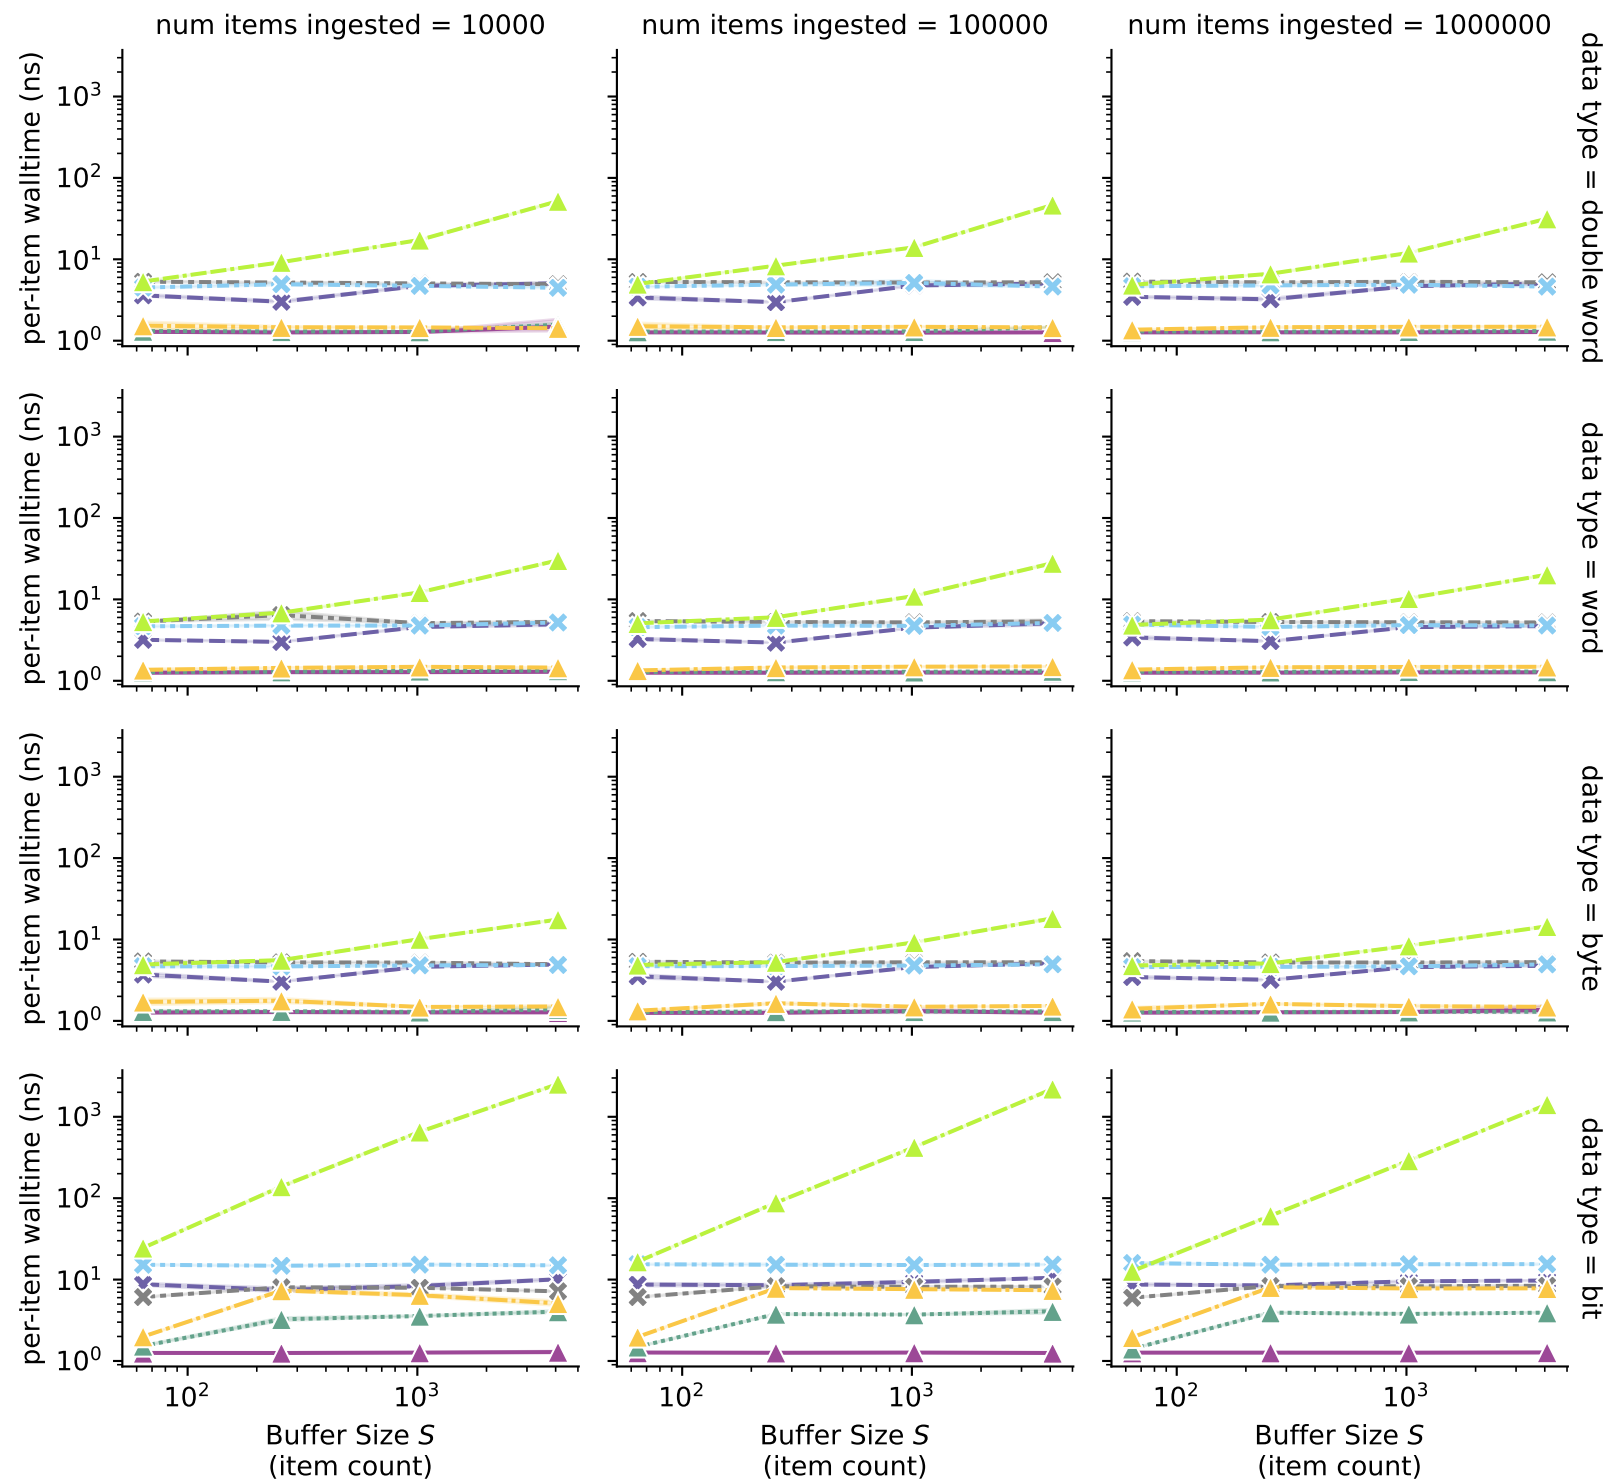 num items ingested = 10000
num items ingested = 100000
num items ingested = 1000000
per-item walltime (ns)
10³
10²
10¹
10⁰
data type = double word
per-item walltime (ns)
10³
10²
10¹
10⁰
data type = word
per-item walltime (ns)
10³
10²
10¹
10⁰
data type = byte
per-item walltime (ns)
10³
10²
10¹
10⁰
data type = bit
10² 10³
10² 10³
10² 10³
Buffer Size S
(item count)
Buffer Size S
(item count)
Buffer Size S
(item count)